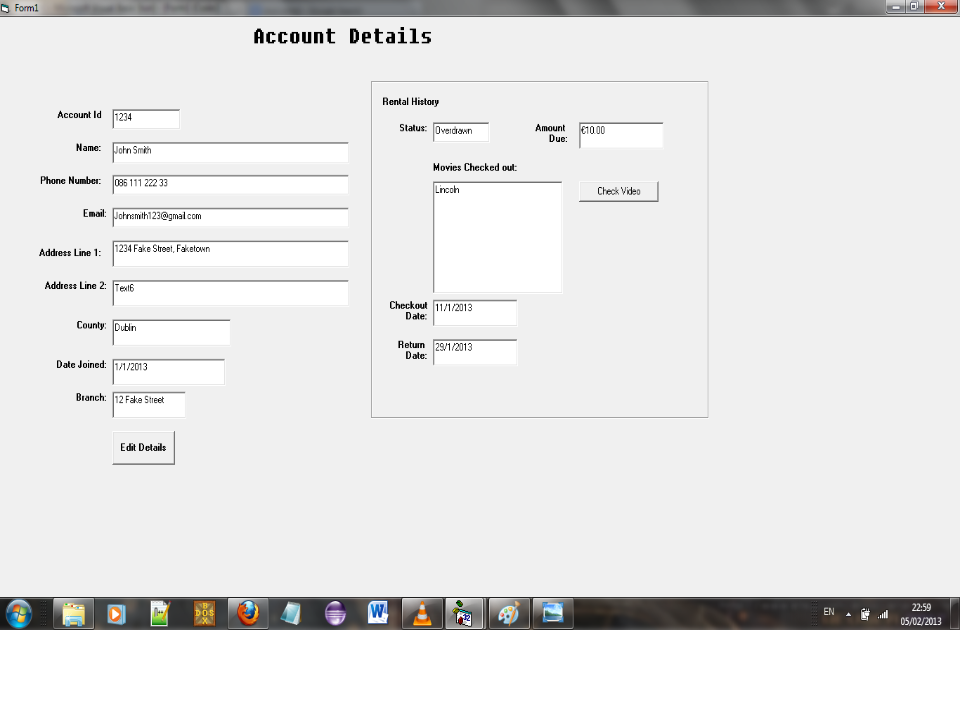 Form1
Account Details
Account Id 1234
Name: John Smith
Phone Number: 086 111 222 33
Email: Johnsmith123@gmail.com
Address Line 1: 1234 Fake Street, Faketown
Address Line 2: Text6
County: Dublin
Date Joined: 1/1/2013
Branch: 12 Fake Street
Edit Details
Rental History
Status: Overdrawn
Amount
Due: €10.00
Movies Checked out:
Lincoln
Check Video
Checkout
Date: 11/1/2013
Return
Date: 29/1/2013
EN
22:59
05/02/2013